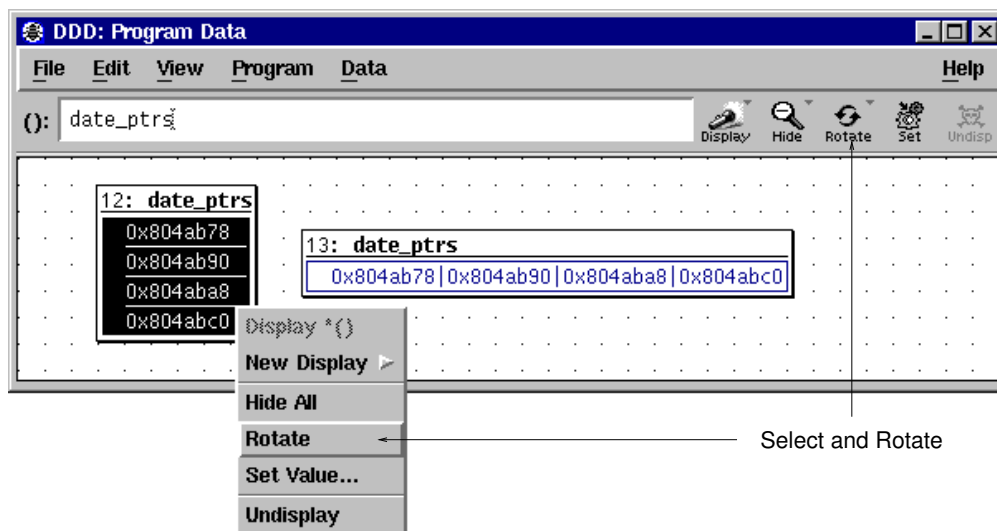 DDD: Program Data
File Edit View Program Data Help
(): date_ptrs
Display Hide Rotate Set Undisp
12: date_ptrs
0x804ab78
0x804ab90
0x804aba8
0x804abc0
13: date_ptrs
0x804ab78|0x804ab90|0x804aba8|0x804abc0
Display *()
New Display
Hide All
Rotate
Set Value...
Undisplay
Select and Rotate